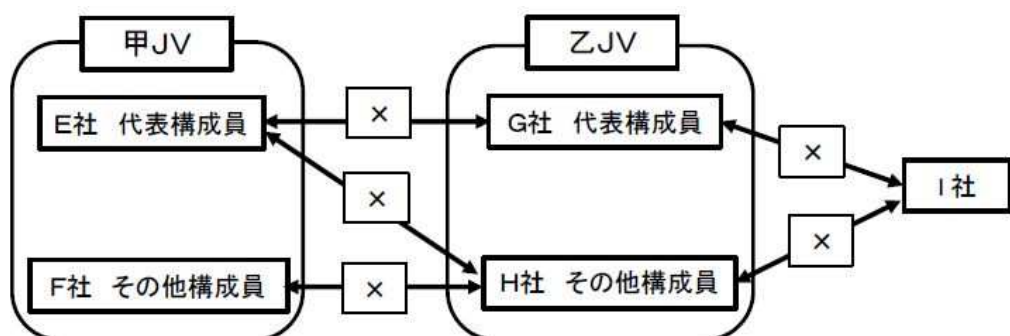 甲JV
乙JV
E社 代表構成員
×
G社 代表構成員
×
I社
×
×
F社 その他構成員
×
H社 その他構成員